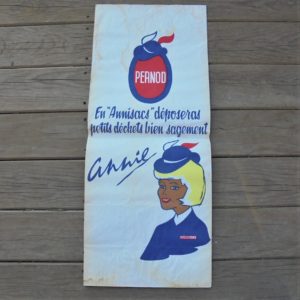 PERNOD
En "Annisacs" déposeras
petits déchets bien sagement
annie